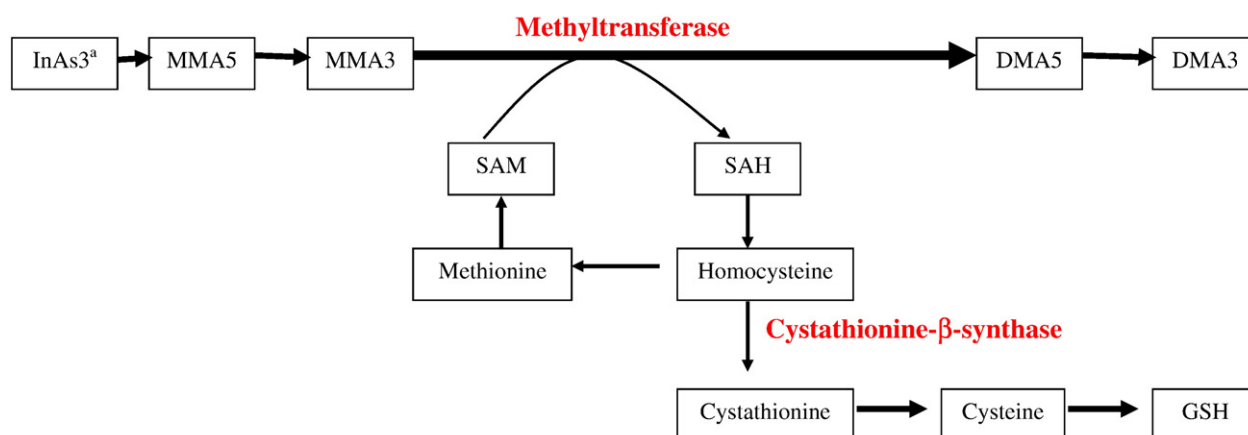 Methyltransferase
InAs3ª MMA5 MMA3 DMA5 DMA3
SAM SAH
Methionine Homocysteine
Cystathionine-β-synthase
Cystathionine Cysteine GSH